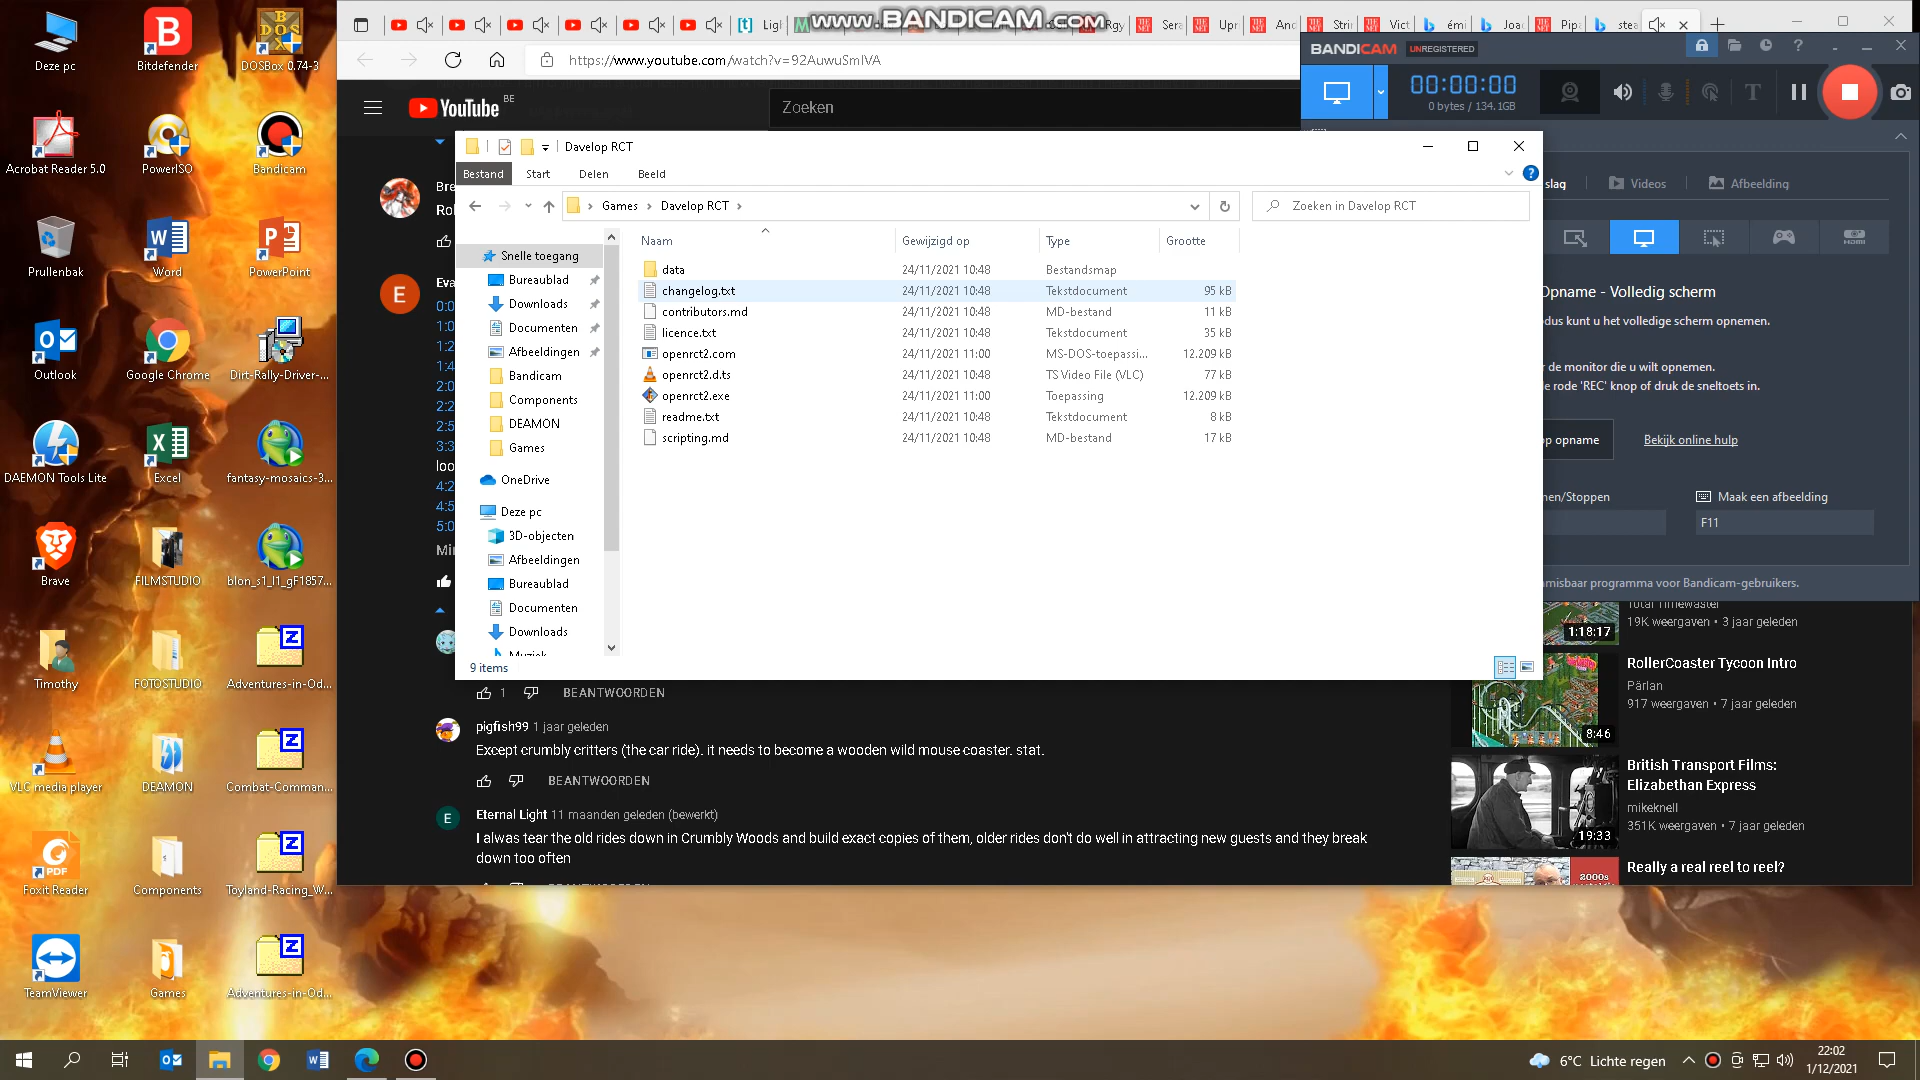 Deze pc
Bitdefender
DOSBox 0.74-3
Acrobat Reader 5.0
PowerISO
Bandicam
Prullenbak
Word
PowerPoint
Outlook
Google Chrome
Dirt-Rally-Driver-...
DAEMON Tools Lite
Excel
fantasy-mosaics-3...
Brave
FILMSTUDIO
blon_s1_l1_gF1857...
Timothy
FOTOSTUDIO
Adventures-in-Od...
VLC media player
DEAMON
Combat-Comman...
Foxit Reader
Components
Toyland-Racing_W...
TeamViewer
Games
Adventures-in-Od...
www.BANDICAM.com
https://www.youtube.com/watch?v=92AuwuSmIVA
YouTube BE
Zoeken
BANDICAM UNREGISTERED
00:00:00
0 bytes / 134.1GB
Videos
Afbeelding
Opname - Volledig scherm
dus kunt u het volledige scherm opnemen.
de monitor die u wilt opnemen.
e rode 'REC' knop of druk de sneltoets in.
op opname
Bekijk online hulp
nen/Stoppen
Maak een afbeelding
F11
misbaar programma voor Bandicam-gebruikers.
Davelop RCT
Bestand
Start
Delen
Beeld
Games
Davelop RCT
Zoeken in Davelop RCT
Naam
Gewijzigd op
Type
Grootte
data 24/11/2021 10:48 Bestandsmap
changelog.txt 24/11/2021 10:48 Tekstdocument 95 kB
contributors.md 24/11/2021 10:48 MD-bestand 11 kB
licence.txt 24/11/2021 10:48 Tekstdocument 35 kB
openrct2.com 24/11/2021 11:00 MS-DOS-toepassi... 12.209 kB
openrct2.d.ts 24/11/2021 10:48 TS Video File (VLC) 77 kB
openrct2.exe 24/11/2021 11:00 Toepassing 12.209 kB
readme.txt 24/11/2021 10:48 Tekstdocument 8 kB
scripting.md 24/11/2021 10:48 MD-bestand 17 kB
Snelle toegang
Bureaublad
Downloads
Documenten
Afbeeldingen
Bandicam
Components
DEAMON
Games
OneDrive
Deze pc
3D-objecten
Afbeeldingen
Bureaublad
Documenten
Downloads
Muziek
9 items
1
BEANTWOORDEN
pigfish99 1 jaar geleden
Except crumbly critters (the car ride). it needs to become a wooden wild mouse coaster. stat.
BEANTWOORDEN
E
Eternal Light 11 maanden geleden (bewerkt)
I alwas tear the old rides down in Crumbly Woods and build exact copies of them, older rides don't do well in attracting new guests and they break
down too often
Total Timewaster
19K weergaven • 3 jaar geleden
1:18:17
RollerCoaster Tycoon Intro
Pärlan
917 weergaven • 7 jaar geleden
8:46
British Transport Films:
Elizabethan Express
mikeknell
351K weergaven • 7 jaar geleden
19:33
Really a real reel to reel?
2000s
6°C Lichte regen
22:02
1/12/2021